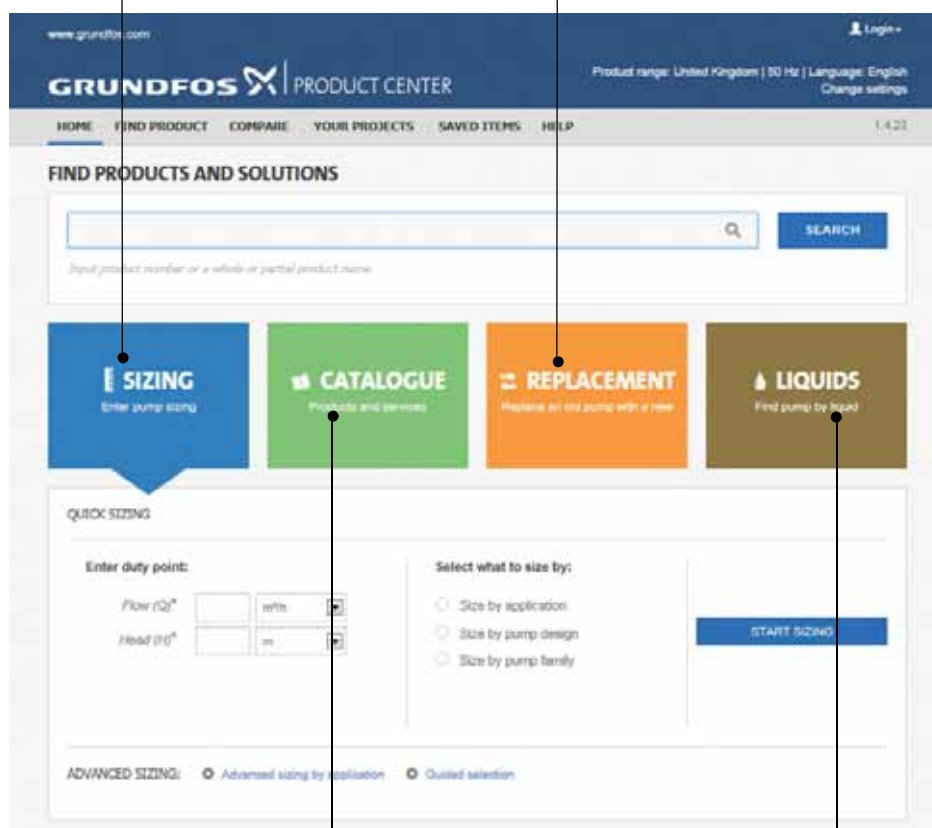 www.grundfos.com
Login
GRUNDFOS PRODUCT CENTER
Product range: United Kingdom | 50 Hz | Language: English
Change settings
HOME FIND PRODUCT COMPARE YOUR PROJECTS SAVED ITEMS HELP
FIND PRODUCTS AND SOLUTIONS
SEARCH
Input product number or a whole or partial product name
SIZING
Enter pump sizing
CATALOGUE
Products and services
REPLACEMENT
Replace an old pump with a new
LIQUIDS
Find pump by liquid
QUICK SIZING
Enter duty point:
Flow (Q)* m³/h
Head (H)* m
Select what to size by:
Size by application
Size by pump design
Size by pump family
START SIZING
ADVANCED SIZING: Advanced sizing by application Guided selection